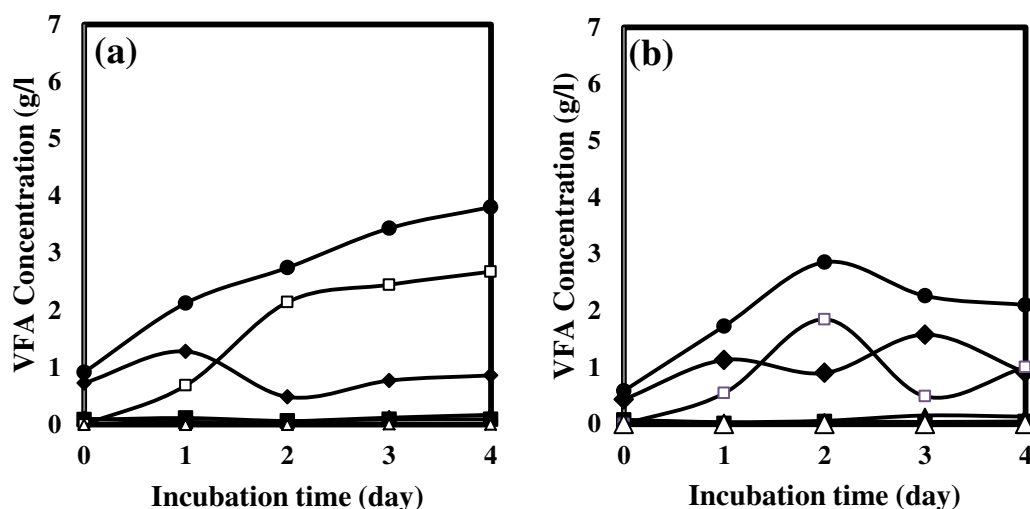 (a)
VFA Concentration (g/l
7
6
5
4
3
2
1
0
0 1 2 3 4
Incubation time (day)
(b)
VFA Concentration (g/l)
7
6
5
4
3
2
1
0
0 1 2 3 4
Incubation time (day)